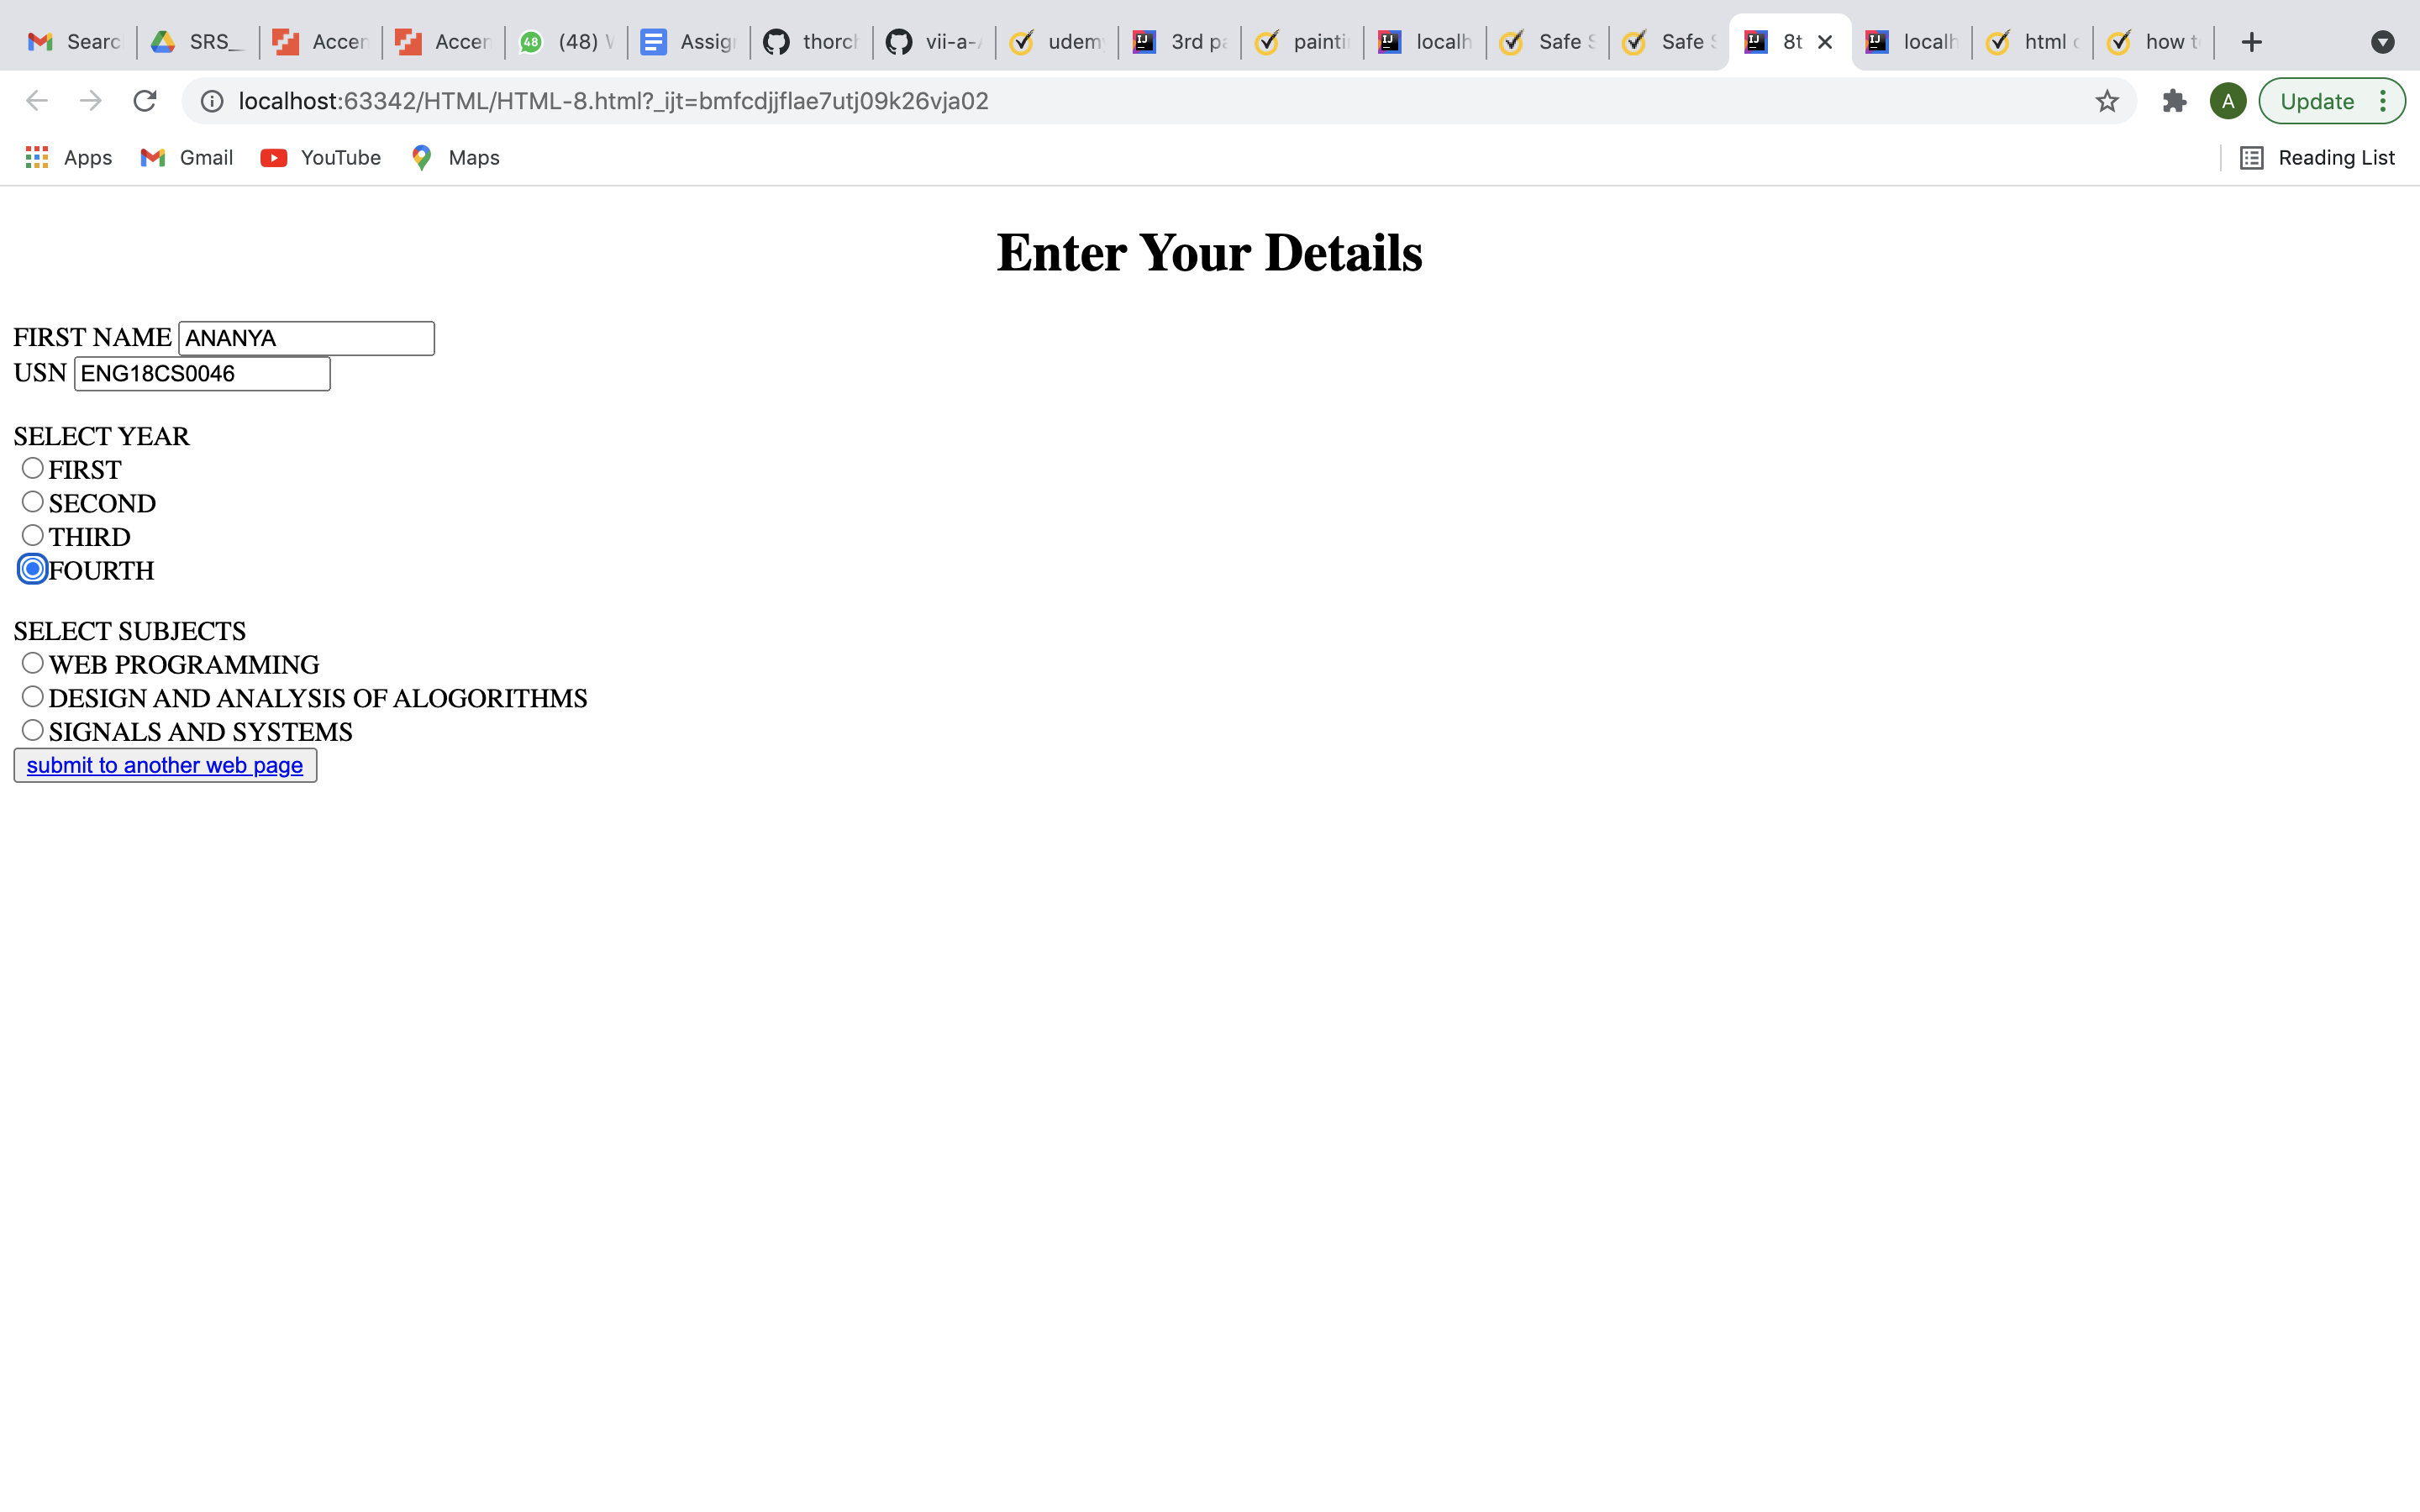 Searc SRS_ Accen Accen 48 (48) Assig thorch vii-a- udem 3rd pa painti localh Safe S Safe S 8t localh html c how t
localhost:63342/HTML/HTML-8.html?_ijt=bmfcdjjflae7utj09k26vja02 A Update
Apps Gmail YouTube Maps Reading List
Enter Your Details
FIRST NAME ANANYA
USN ENG18CS0046
SELECT YEAR
FIRST
SECOND
THIRD
FOURTH
SELECT SUBJECTS
WEB PROGRAMMING
DESIGN AND ANALYSIS OF ALOGORITHMS
SIGNALS AND SYSTEMS
submit to another web page